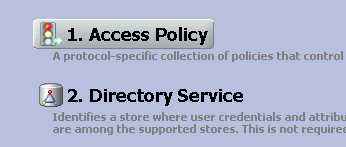 1. Access Policy
A protocol-specific collection of policies that control
2. Directory Service
Identifies a store where user credentials and attribu
are among the supported stores. This is not required